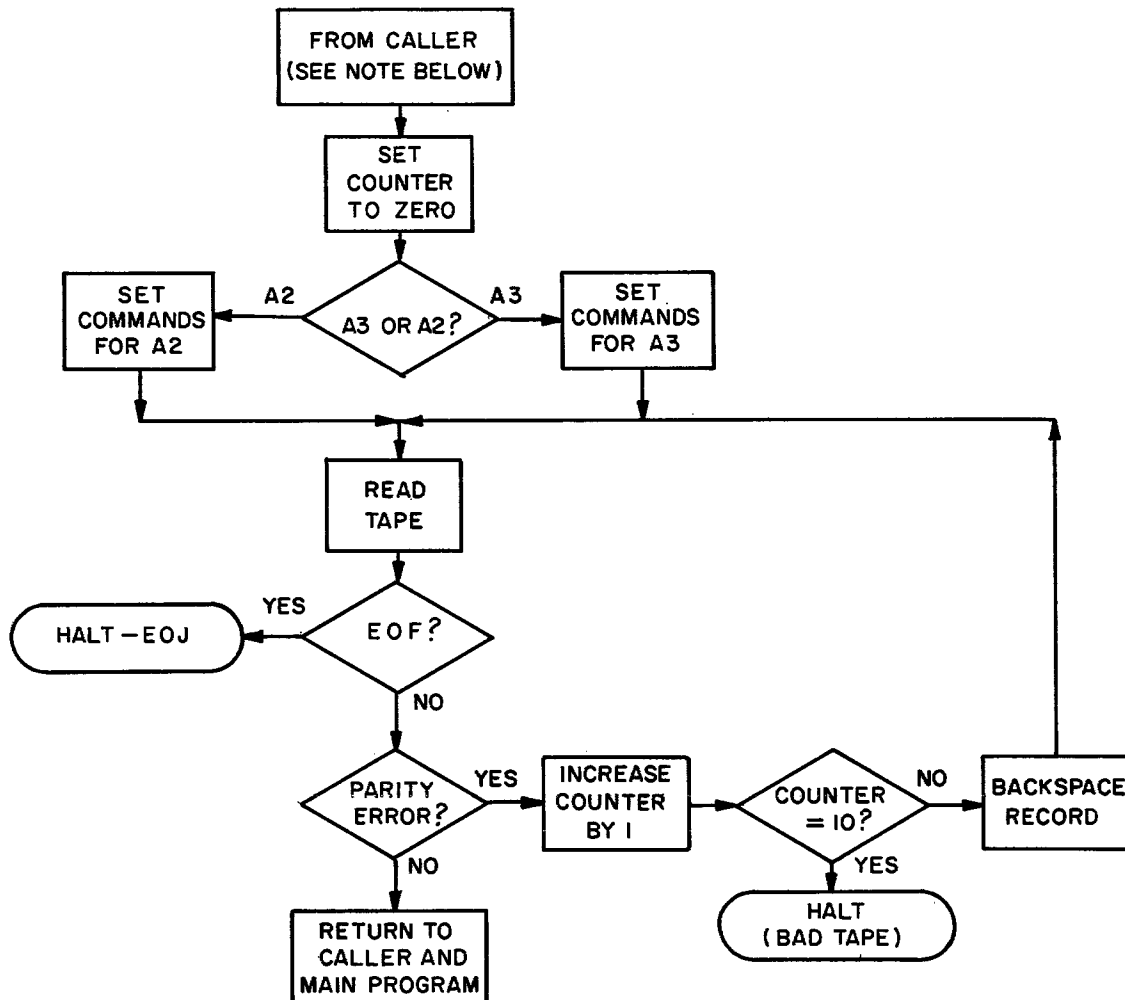 FROM CALLER
(SEE NOTE BELOW)
SET
COUNTER
TO ZERO
A2
A3 OR A2?
A3
SET
COMMANDS
FOR A2
SET
COMMANDS
FOR A3
READ
TAPE
EOF?
YES
HALT-EOJ
NO
PARITY
ERROR?
YES
INCREASE
COUNTER
BY 1
COUNTER
= 10?
NO
BACKSPACE
RECORD
YES
HALT
(BAD TAPE)
NO
RETURN TO
CALLER AND
MAIN PROGRAM